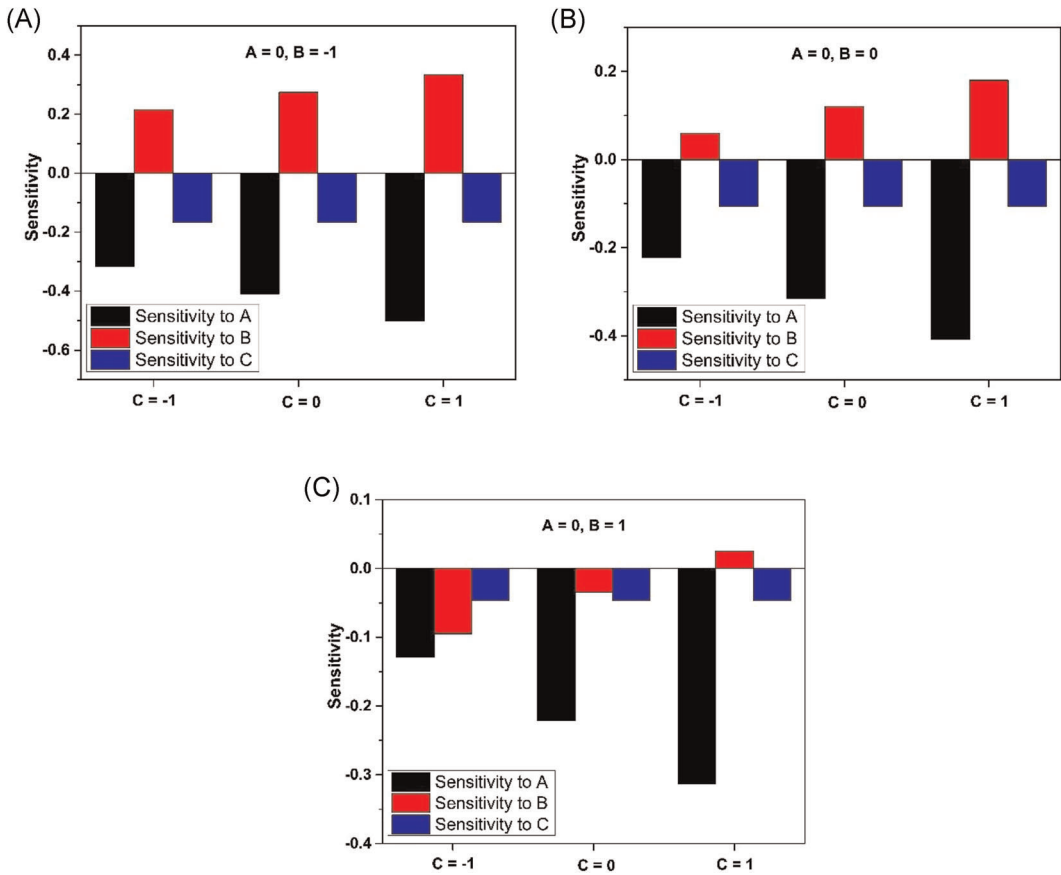 (A)
A = 0, B = -1
0.4
0.2
0.0
-0.2
-0.4
-0.6
Sensitivity
Sensitivity to A
Sensitivity to B
Sensitivity to C
C = -1
C = 0
C = 1
(B)
A = 0, B = 0
0.2
0.0
-0.2
-0.4
Sensitivity
Sensitivity to A
Sensitivity to B
Sensitivity to C
C = -1
C = 0
C = 1
(C)
A = 0, B = 1
0.1
0.0
-0.1
-0.2
-0.3
-0.4
Sensitivity
Sensitivity to A
Sensitivity to B
Sensitivity to C
C = -1
C = 0
C = 1